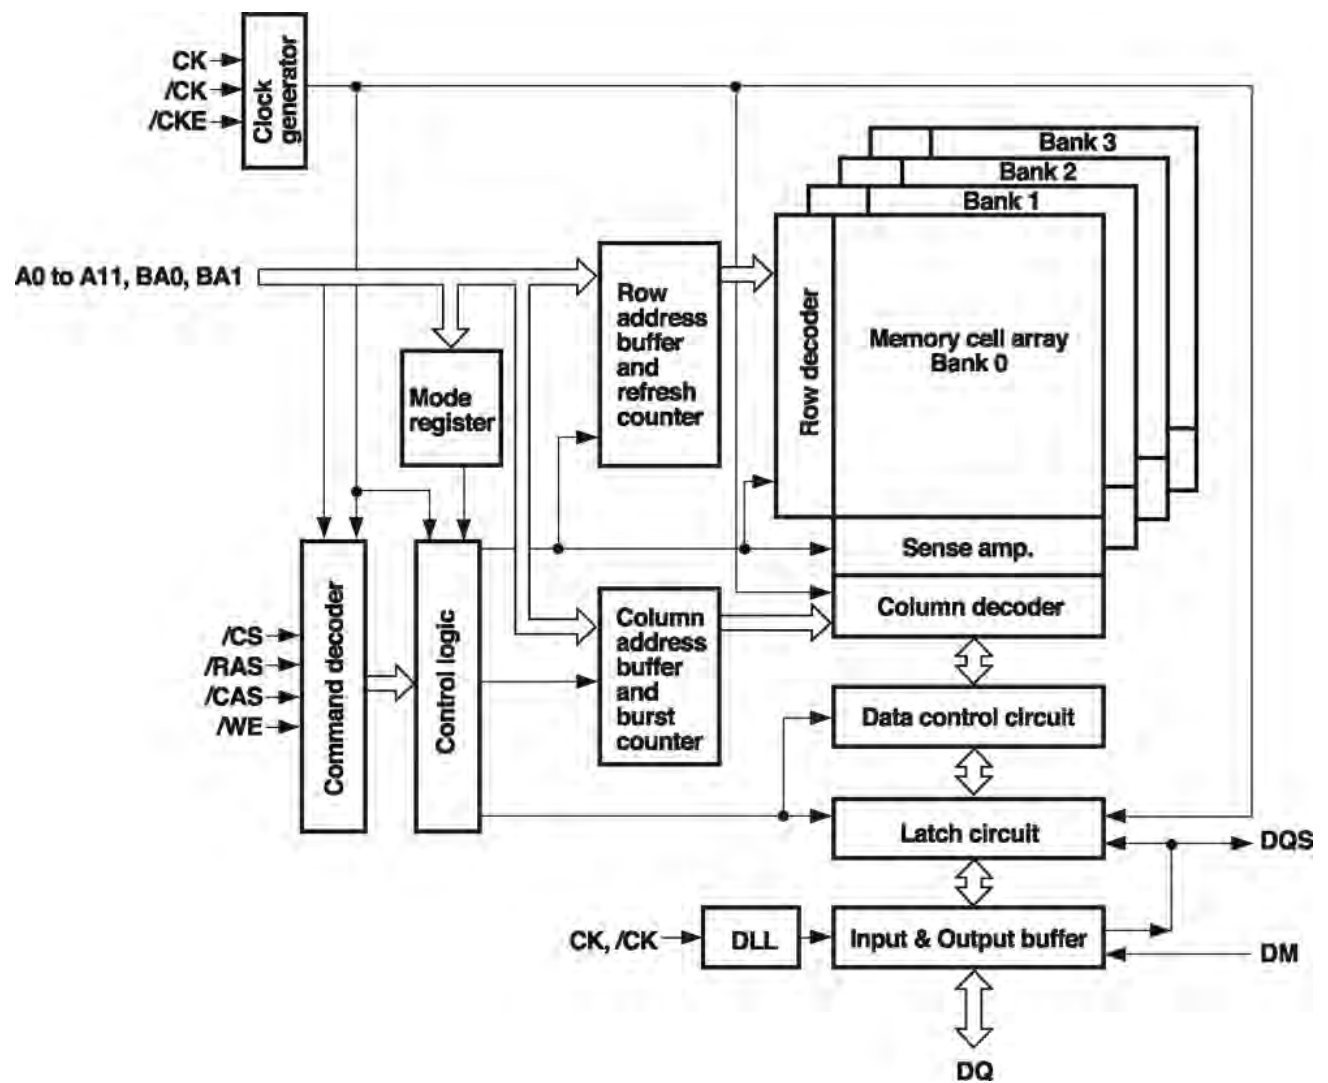 CK
/CK
/CKE
Clock
generator
Bank 3
Bank 2
Bank 1
A0 to A11, BA0, BA1
Row
address
buffer
and
refresh
counter
Row decoder
Memory cell array
Bank 0
Mode
register
Sense amp.
Column decoder
Command decoder
Control logic
/CS
/RAS
/CAS
/WE
Column
address
buffer
and
burst
counter
Data control circuit
Latch circuit
DQS
CK, /CK
DLL
Input & Output buffer
DM
DQ